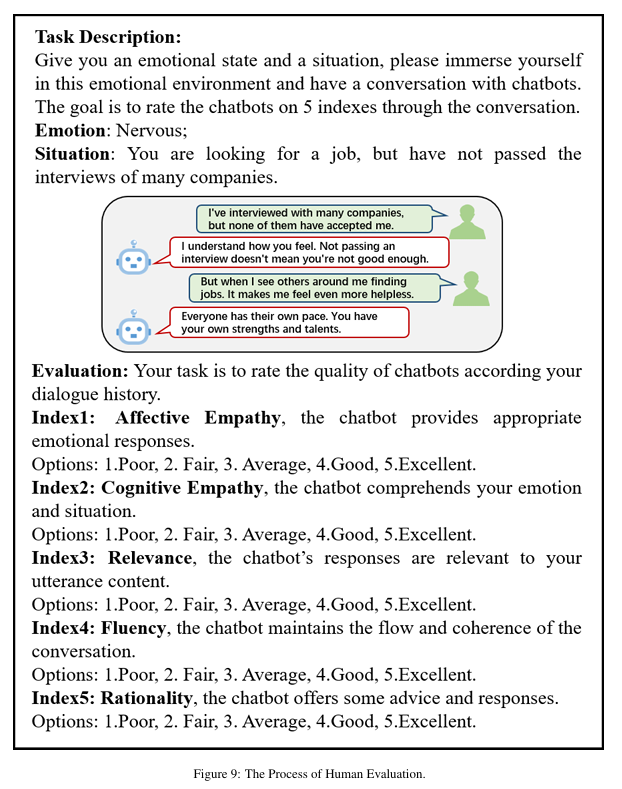 Task Description:
Give you an emotional state and a situation, please immerse yourself
in this emotional environment and have a conversation with chatbots.
The goal is to rate the chatbots on 5 indexes through the conversation.
Emotion: Nervous;
Situation: You are looking for a job, but have not passed the
interviews of many companies.
I've interviewed with many companies,
but none of them have accepted me.
I understand how you feel. Not passing an
interview doesn't mean you're not good enough.
But when I see others around me finding
jobs. It makes me feel even more helpless.
Everyone has their own pace. You have
your own strengths and talents.
Evaluation: Your task is to rate the quality of chatbots according your
dialogue history.
Index1: Affective Empathy, the chatbot provides appropriate
emotional responses.
Options: 1.Poor, 2. Fair, 3. Average, 4.Good, 5.Excellent.
Index2: Cognitive Empathy, the chatbot comprehends your emotion
and situation.
Options: 1.Poor, 2. Fair, 3. Average, 4.Good, 5.Excellent.
Index3: Relevance, the chatbot's responses are relevant to your
utterance content.
Options: 1.Poor, 2. Fair, 3. Average, 4.Good, 5.Excellent.
Index4: Fluency, the chatbot maintains the flow and coherence of the
conversation.
Options: 1.Poor, 2. Fair, 3. Average, 4.Good, 5.Excellent.
Index5: Rationality, the chatbot offers some advice and responses.
Options: 1.Poor, 2. Fair, 3. Average, 4.Good, 5.Excellent.
Figure 9: The Process of Human Evaluation.